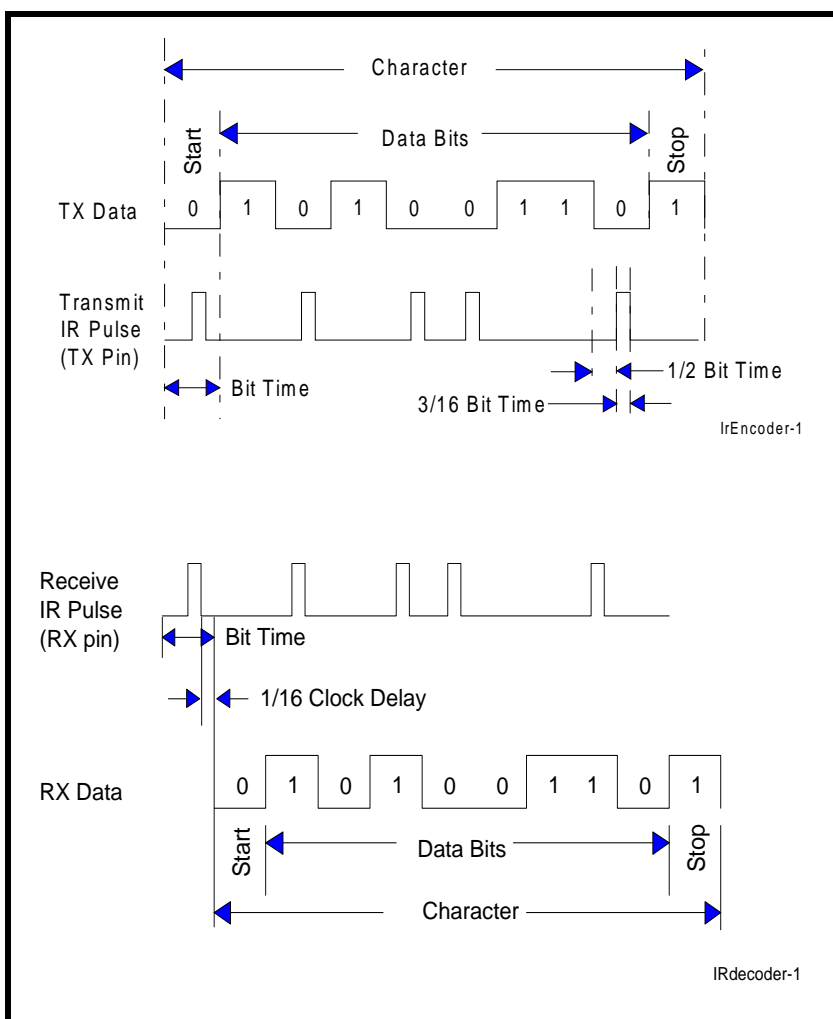 Character
Start
Data Bits
Stop
TX Data 0 1 0 1 0 0 1 1 0 1
Transmit
IR Pulse
(TX Pin)
Bit Time
1/2 Bit Time
3/16 Bit Time
IrEncoder-1
Receive
IR Pulse
(RX pin)
Bit Time
1/16 Clock Delay
RX Data 0 1 0 1 0 0 1 1 0 1
Start
Data Bits
Stop
Character
IRdecoder-1